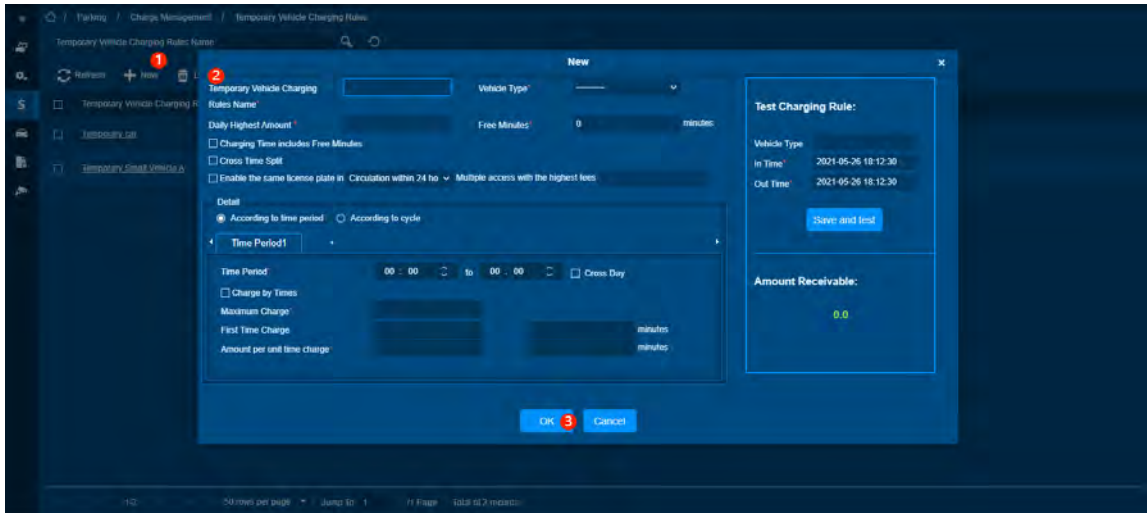 / Parking / Charge Management / Temporary Vehicle Charging Rules
Temporary Vehicle Charging Rules Name
1
Refresh New
2
New ×
Temporary Vehicle Charging Rules Name* Vehicle Type* ---------
Daily Highest Amount * Free Minutes* 0 minutes
Charging Time includes Free Minutes
Cross Time Split
Enable the same license plate in Circulation within 24 ho Multiple access with the highest fees
Detail
According to time period According to cycle
Time Period1 +
Time Period* 00 : 00 to 00 : 00 Cross Day
Charge by Times
Maximum Charge*
First Time Charge minutes
Amount per unit time charge* minutes
Test Charging Rule:
Vehicle Type
In Time* 2021-05-26 18:12:30
Out Time* 2021-05-26 18:12:30
Save and test
Amount Receivable:
0.0
OK 3 Cancel
Temporary Vehicle Charging R
Temporary car
Temporary Small Vehicle A
50 rows per page Jump To 1 /1 Page Total of 2 records